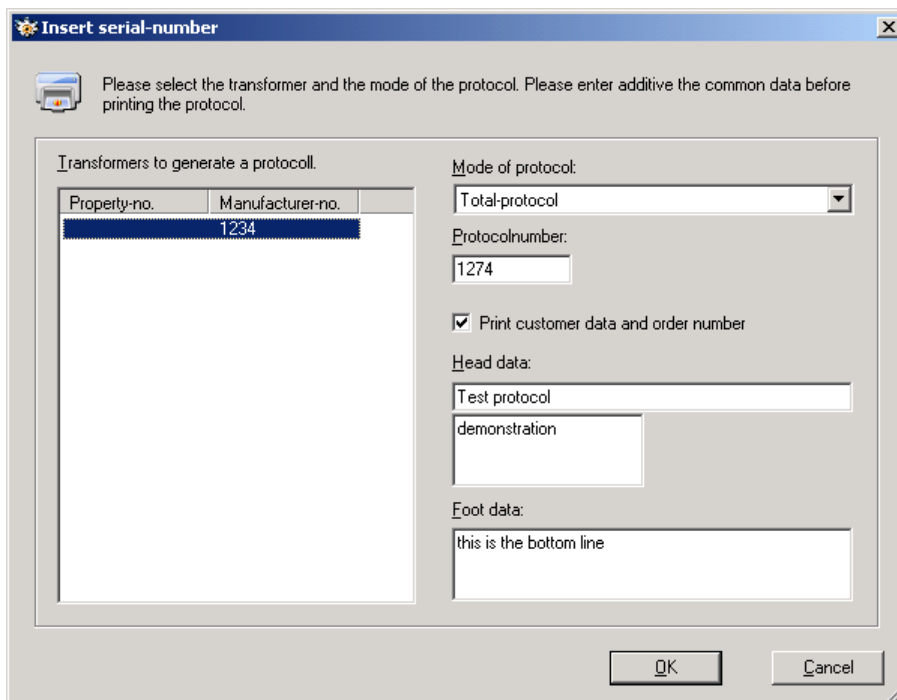 Insert serial-number
Please select the transformer and the mode of the protocol. Please enter additive the common data before
printing the protocol.
Transformers to generate a protocoll.
Property-no. Manufacturer-no.
1234
Mode of protocol:
Total-protocol
Protocolnumber:
1274
Print customer data and order number
Head data:
Test protocol
demonstration
Foot data:
this is the bottom line
OK Cancel